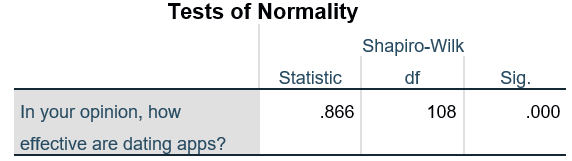 Tests of Normality
Shapiro-Wilk
Statistic df Sig.
In your opinion, how .866 108 .000
effective are dating apps?